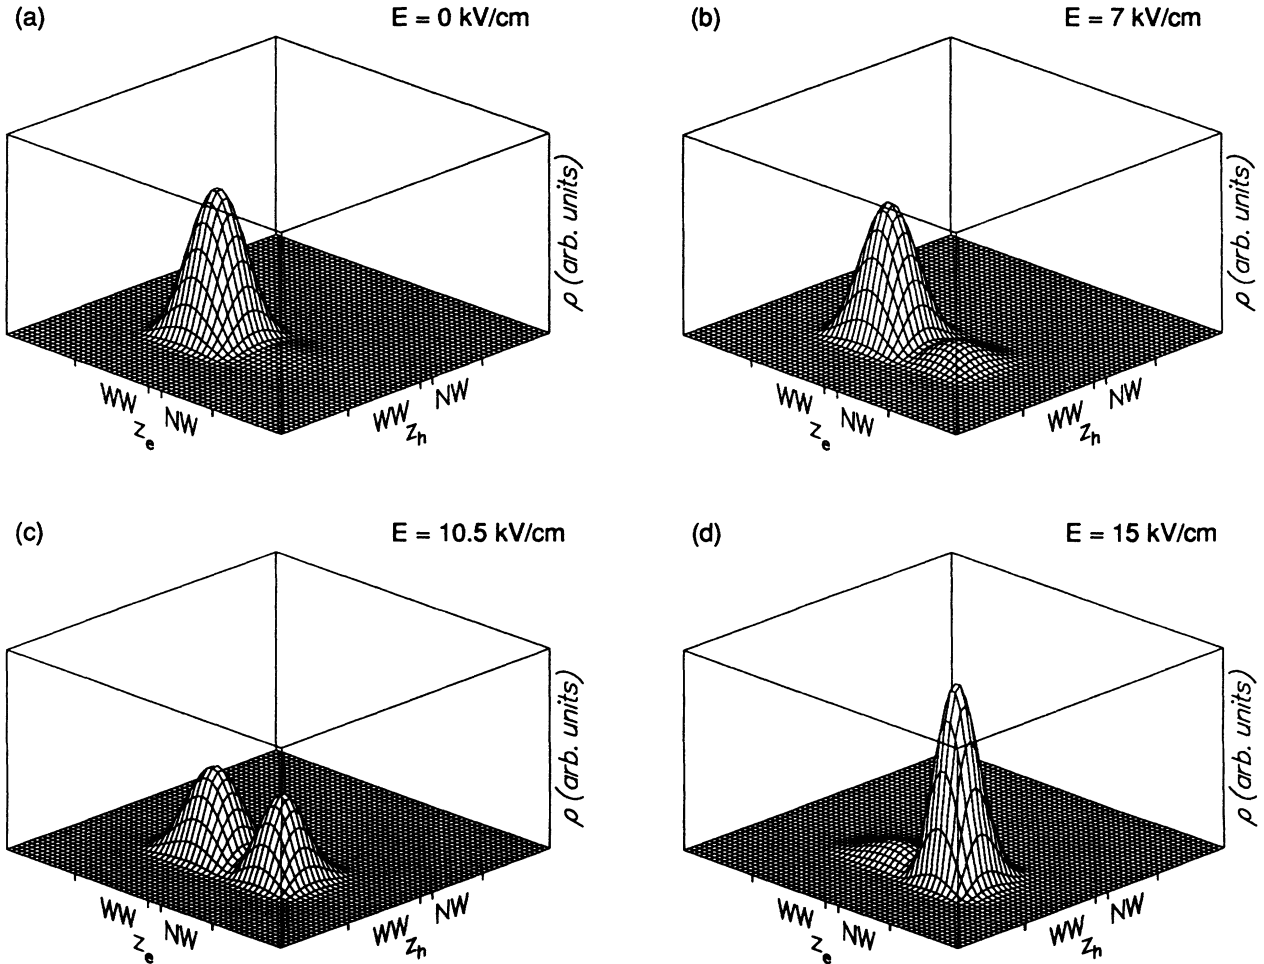 (a) E = 0 kV/cm
ρ (arb. units)
WW NW
z_e
WW NW
z_h
(b) E = 7 kV/cm
ρ (arb. units)
WW NW
z_e
WW NW
z_h
(c) E = 10.5 kV/cm
ρ (arb. units)
WW NW
z_e
WW NW
z_h
(d) E = 15 kV/cm
ρ (arb. units)
WW NW
z_e
WW NW
z_h